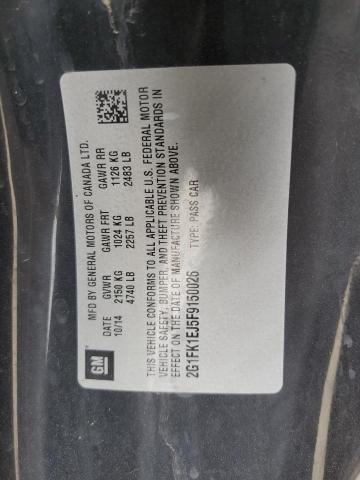 GM
MFD BY GENERAL MOTORS OF CANADA LTD.
DATE GVWR GAWR FRT GAWR RR
10/14 2150 KG 1024 KG 1126 KG
4740 LB 2257 LB 2483 LB
THIS VEHICLE CONFORMS TO ALL APPLICABLE U.S. FEDERAL MOTOR
VEHICLE SAFETY, BUMPER, AND THEFT PREVENTION STANDARDS IN
EFFECT ON THE DATE OF MANUFACTURE SHOWN ABOVE.
2G1FK1EJ5F9150026 TYPE: PASS CAR